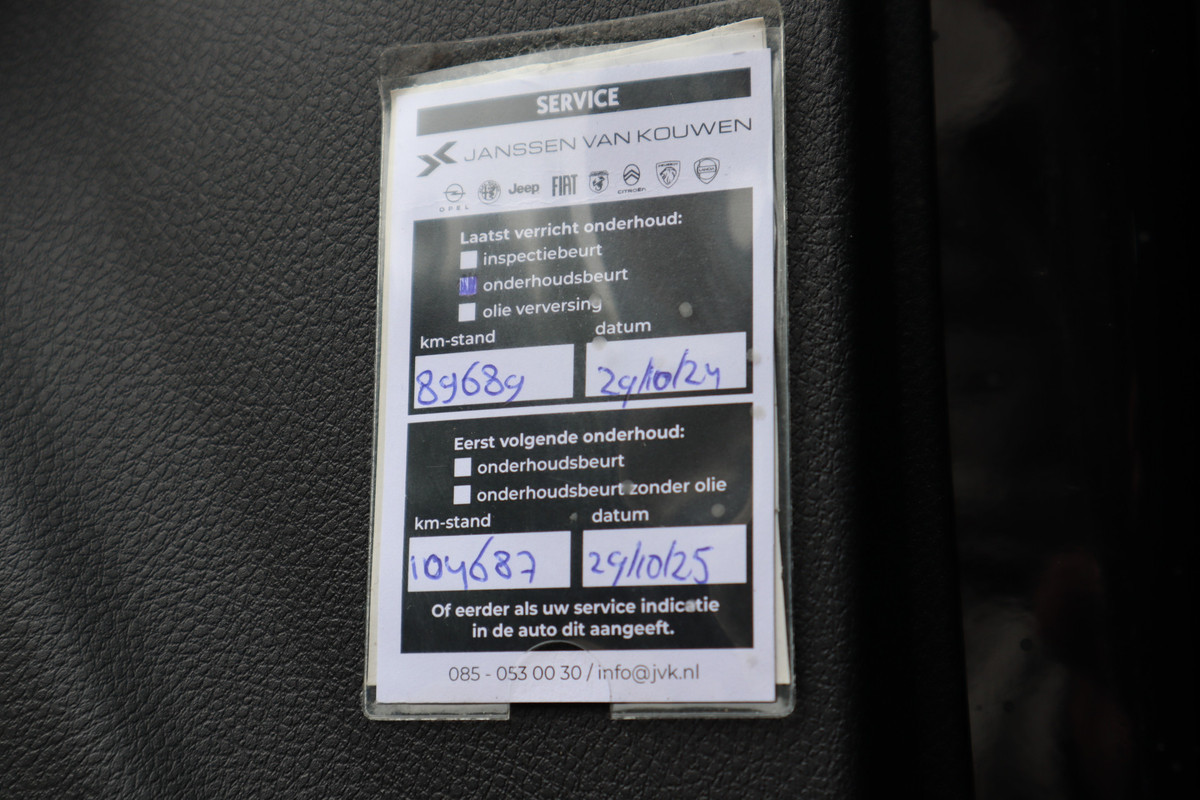 SERVICE
JANSSEN VAN KOUWEN
OPEL Jeep FIAT CITROËN
Laatst verricht onderhoud:
inspectiebeurt
onderhoudsbeurt
olie verversing
km-stand datum
89689 29/10/24
Eerst volgende onderhoud:
onderhoudsbeurt
onderhoudsbeurt zonder olie
km-stand datum
104687 29/10/25
Of eerder als uw service indicatie
in de auto dit aangeeft.
085 - 053 00 30 / info@jvk.nl